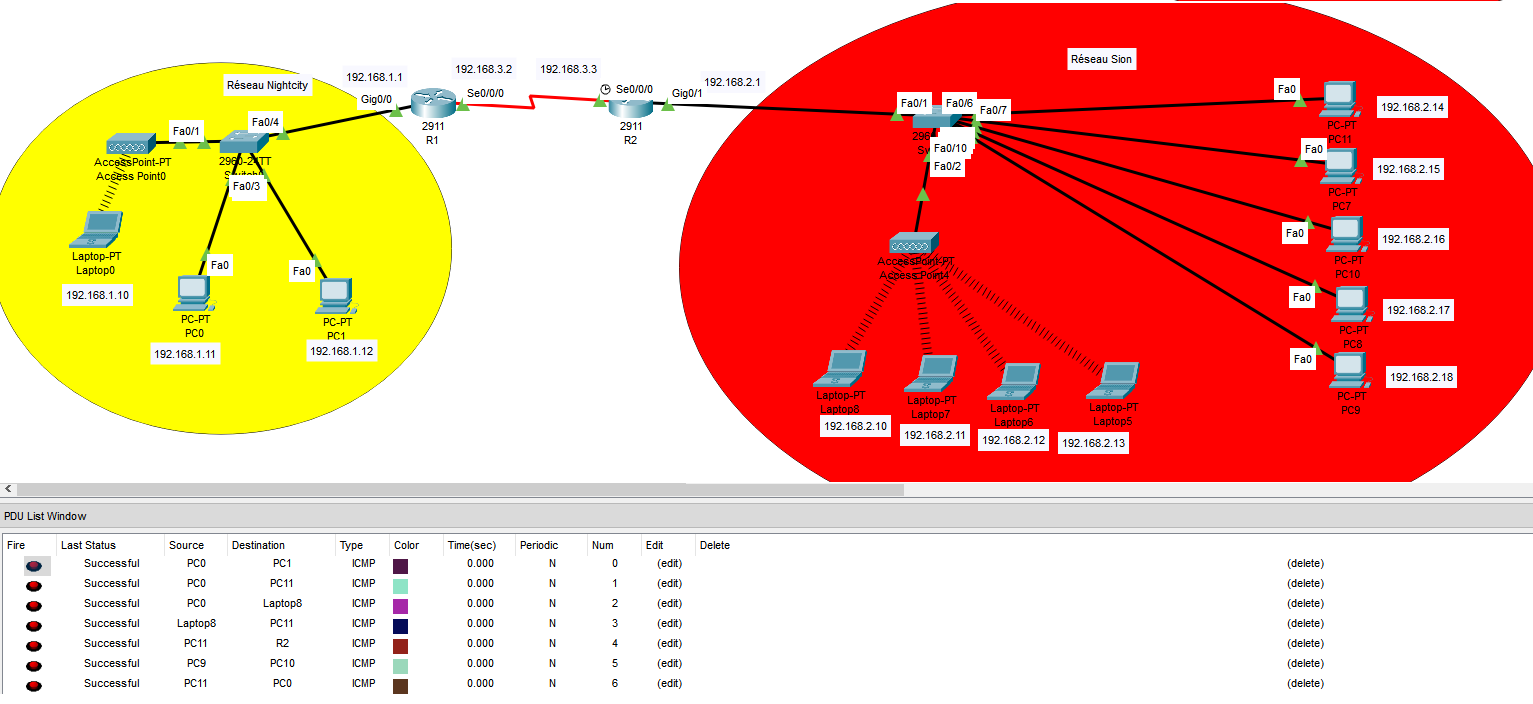 Réseau Nightcity
192.168.1.1
Gig0/0
192.168.3.2
Se0/0/0
192.168.3.3
Se0/0/0
192.168.2.1
Gig0/1
2911
R1
2911
R2
Fa0/1
Fa0/4
AccessPoint-PT
Access Point0
2960-24TT
Fa0/3
Laptop-PT
Laptop0
192.168.1.10
Fa0
PC-PT
PC0
192.168.1.11
Fa0
PC-PT
PC1
192.168.1.12
Réseau Sion
Fa0/1
Fa0/6
Fa0/7
Fa0/10
Fa0/2
AccessPoint-PT
Access Point4
Laptop-PT
Laptop8
192.168.2.10
Laptop-PT
Laptop7
192.168.2.11
Laptop-PT
Laptop6
192.168.2.12
Laptop-PT
Laptop5
192.168.2.13
Fa0
PC-PT
PC11
192.168.2.14
Fa0
PC-PT
PC7
192.168.2.15
Fa0
PC-PT
PC10
192.168.2.16
Fa0
PC-PT
PC8
192.168.2.17
Fa0
PC-PT
PC9
192.168.2.18
PDU List Window
Fire Last Status Source Destination Type Color Time(sec) Periodic Num Edit Delete
Successful PC0 PC1 ICMP 0.000 N 0 (edit) (delete)
Successful PC0 PC11 ICMP 0.000 N 1 (edit) (delete)
Successful PC0 Laptop8 ICMP 0.000 N 2 (edit) (delete)
Successful Laptop8 PC11 ICMP 0.000 N 3 (edit) (delete)
Successful PC11 R2 ICMP 0.000 N 4 (edit) (delete)
Successful PC9 PC10 ICMP 0.000 N 5 (edit) (delete)
Successful PC11 PC0 ICMP 0.000 N 6 (edit) (delete)